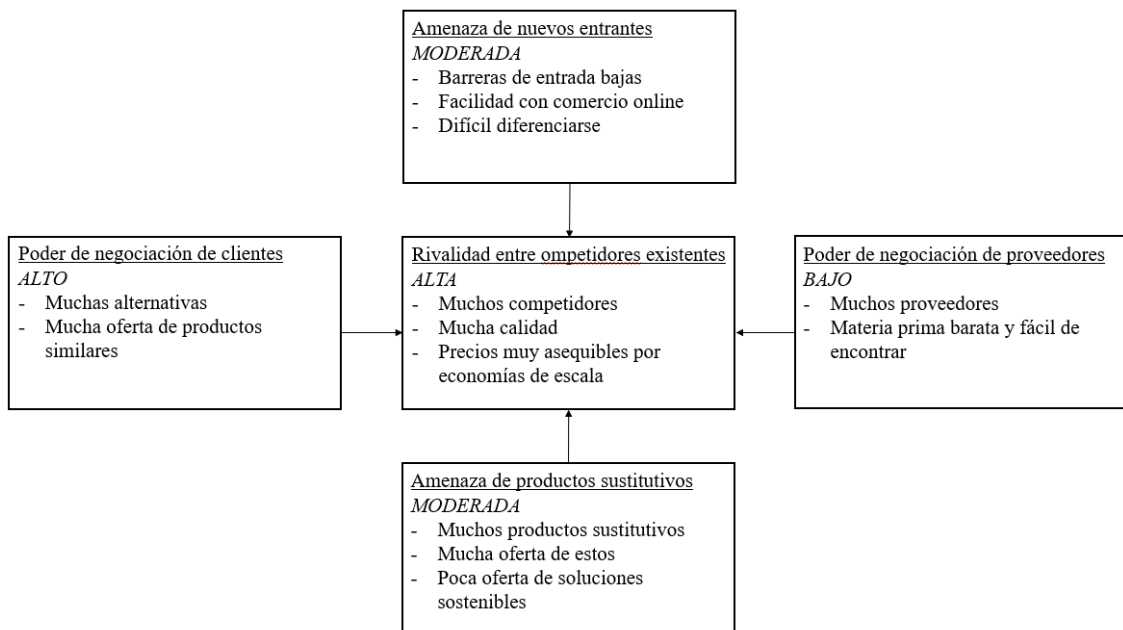 Amenaza de nuevos entrantes
MODERADA
- Barreras de entrada bajas
- Facilidad con comercio online
- Difícil diferenciarse
Poder de negociación de clientes
ALTO
- Muchas alternativas
- Mucha oferta de productos
similares
Rivalidad entre ompetidores existentes
ALTA
- Muchos competidores
- Mucha calidad
- Precios muy asequibles por
economías de escala
Poder de negociación de proveedores
BAJO
- Muchos proveedores
- Materia prima barata y fácil de
encontrar
Amenaza de productos sustitutivos
MODERADA
- Muchos productos sustitutivos
- Mucha oferta de estos
- Poca oferta de soluciones
sostenibles